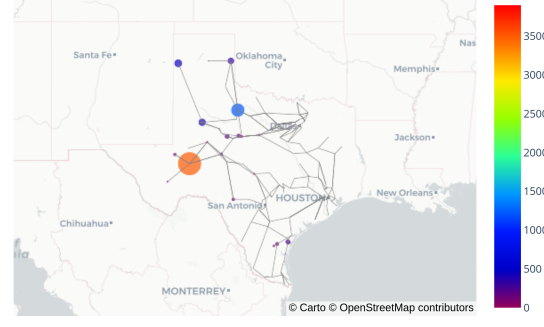 Santa Fe
Oklahoma
City
Nas
Memphis
Dallas
Jackson
New Orleans
HOUSTON
San Antonio
Chihuahua
MONTERREY
© Carto © OpenStreetMap contributors
3500
3000
2500
2000
1500
1000
500
0